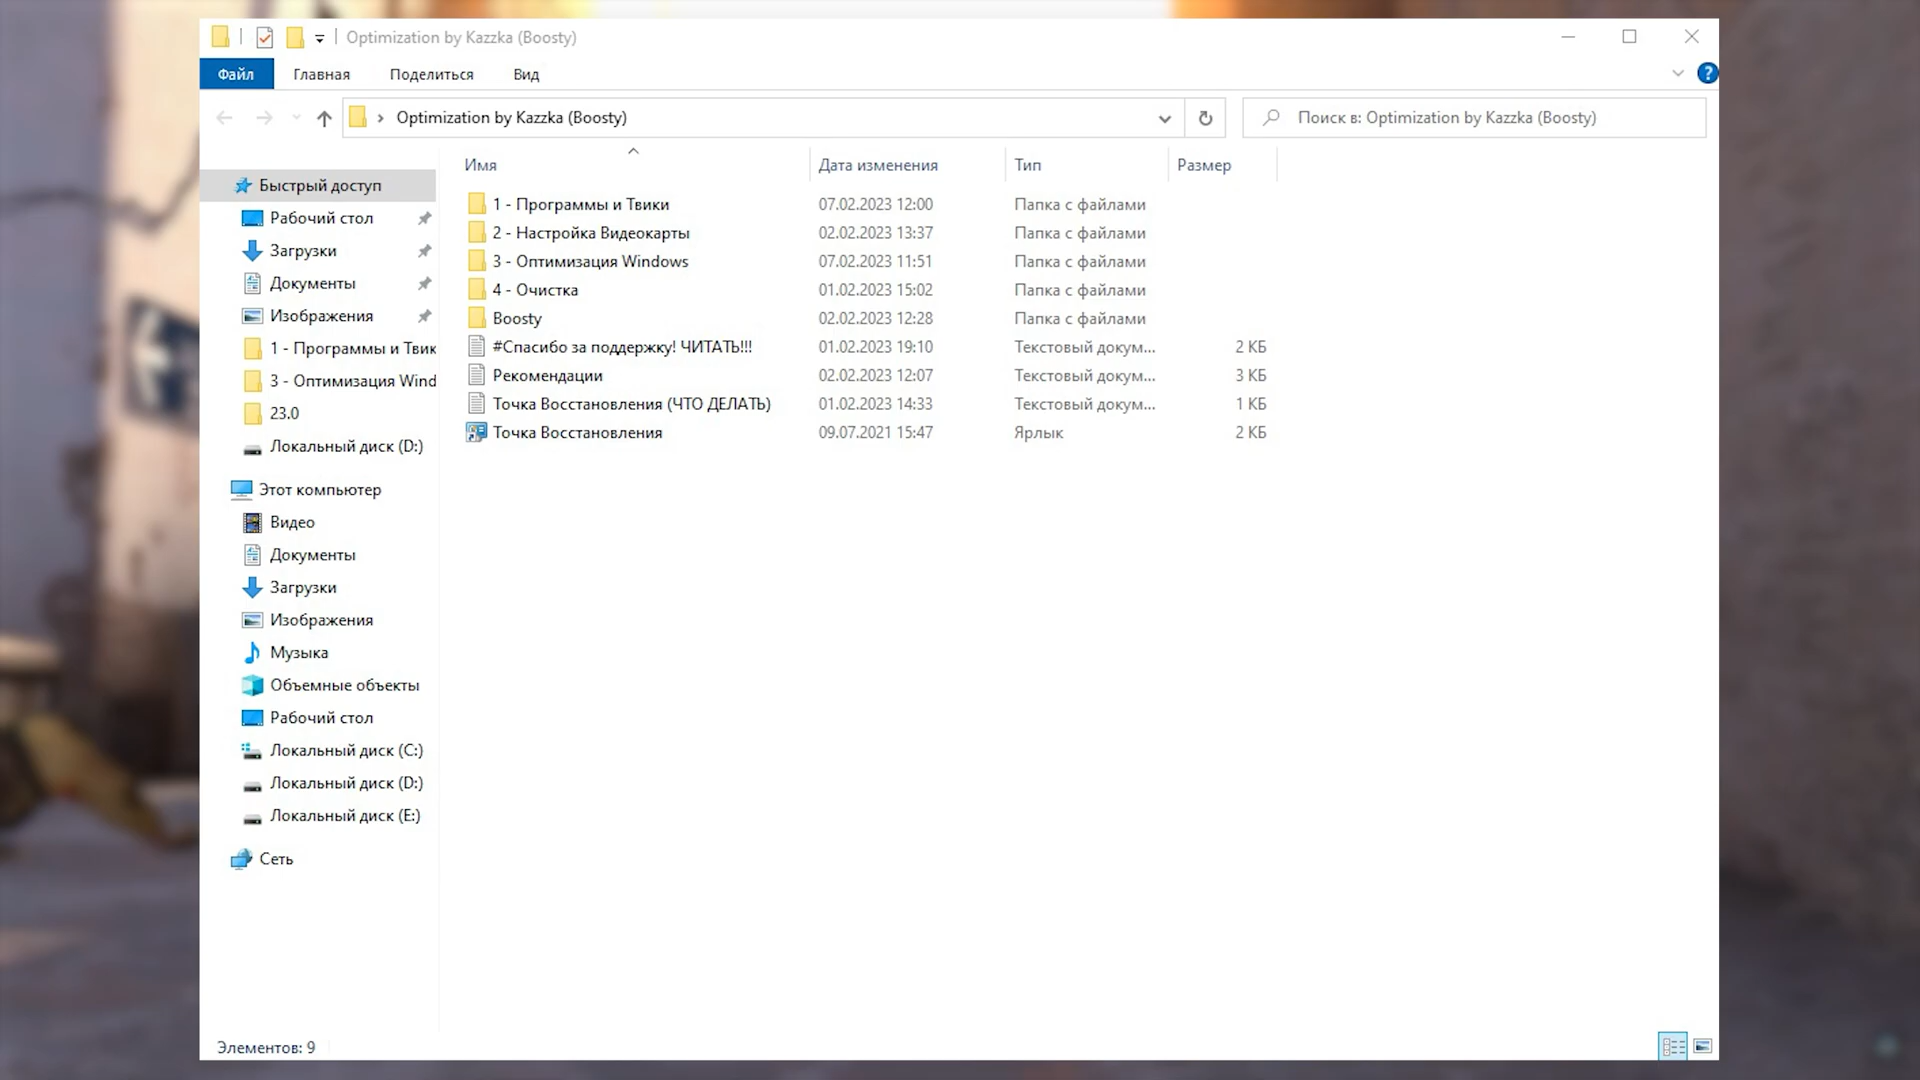 Optimization by Kazzka (Boosty)
Файл Главная Поделиться Вид
Optimization by Kazzka (Boosty) Поиск в: Optimization by Kazzka (Boosty)
Имя Дата изменения Тип Размер
Быстрый доступ
Рабочий стол
Загрузки
Документы
Изображения
1 - Программы и Твик
3 - Оптимизация Wind
23.0
Локальный диск (D:)
Этот компьютер
Видео
Документы
Загрузки
Изображения
Музыка
Объемные объекты
Рабочий стол
Локальный диск (C:)
Локальный диск (D:)
Локальный диск (E:)
Сеть
1 - Программы и Твики 07.02.2023 12:00 Папка с файлами
2 - Настройка Видеокарты 02.02.2023 13:37 Папка с файлами
3 - Оптимизация Windows 07.02.2023 11:51 Папка с файлами
4 - Очистка 01.02.2023 15:02 Папка с файлами
Boosty 02.02.2023 12:28 Папка с файлами
#Спасибо за поддержку! ЧИТАТЬ!!! 01.02.2023 19:10 Текстовый докум... 2 КБ
Рекомендации 02.02.2023 12:07 Текстовый докум... 3 КБ
Точка Восстановления (ЧТО ДЕЛАТЬ) 01.02.2023 14:33 Текстовый докум... 1 КБ
Точка Восстановления 09.07.2021 15:47 Ярлык 2 КБ
Элементов: 9